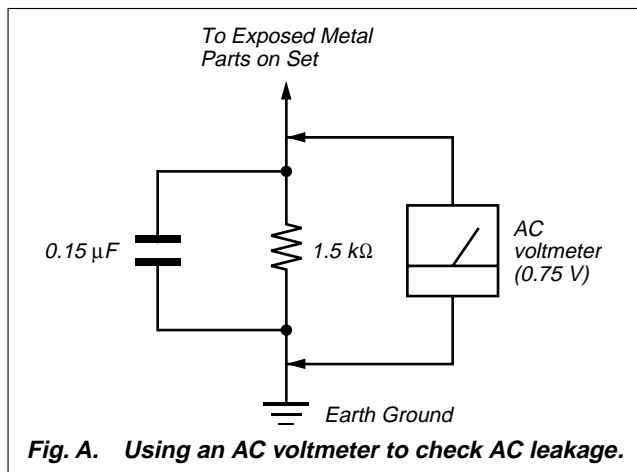 To Exposed Metal
Parts on Set
0.15 µF
1.5 kΩ
AC
voltmeter
(0.75 V)
Earth Ground
Fig. A. Using an AC voltmeter to check AC leakage.